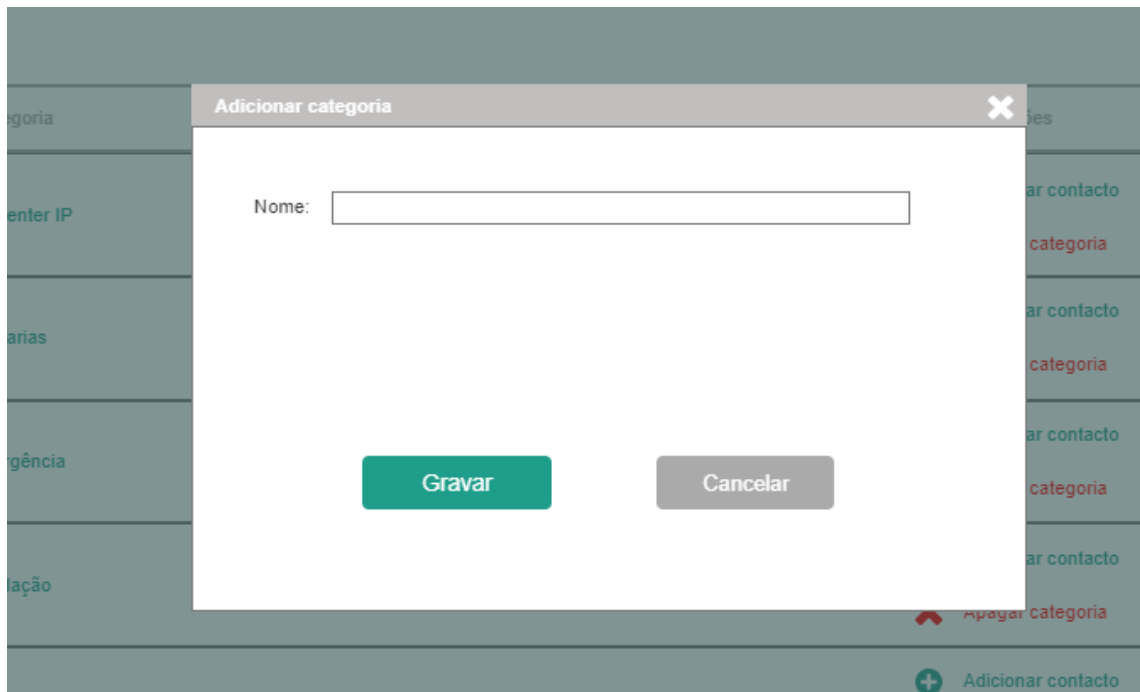 Adicionar categoria
egoria
ões
ar contacto
enter IP
Nome:
categoria
ar contacto
arias
categoria
ar contacto
rgência
Gravar
Cancelar
categoria
ar contacto
lação
Apagar categoria
Adicionar contacto